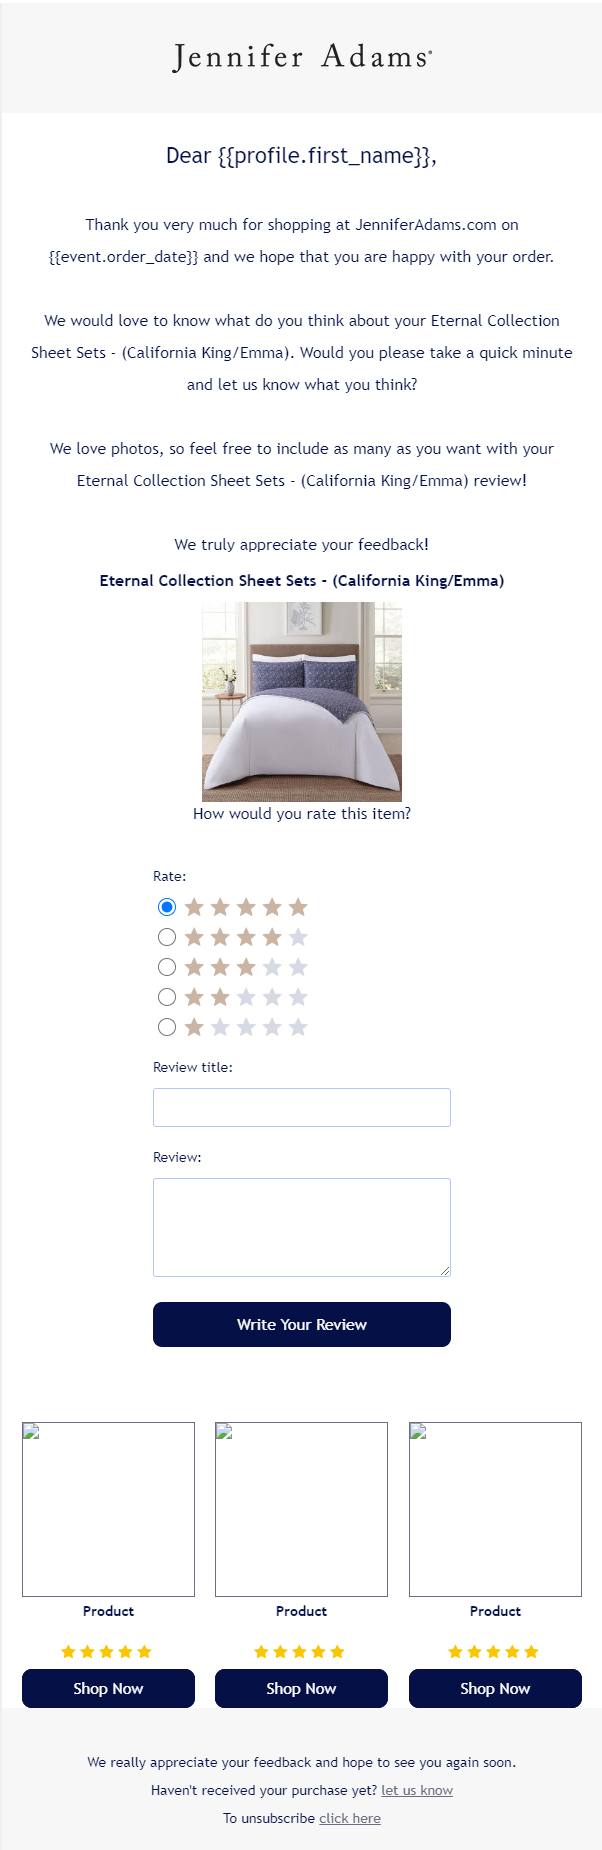 Jennifer Adams®
Dear {{profile.first_name}},
Thank you very much for shopping at JenniferAdams.com on
{{event.order_date}} and we hope that you are happy with your order.
We would love to know what do you think about your Eternal Collection
Sheet Sets - (California King/Emma). Would you please take a quick minute
and let us know what you think?
We love photos, so feel free to include as many as you want with your
Eternal Collection Sheet Sets - (California King/Emma) review!
We truly appreciate your feedback!
Eternal Collection Sheet Sets - (California King/Emma)
How would you rate this item?
Rate:
Review title:
Review:
Write Your Review
Product Product Product
Shop Now Shop Now Shop Now
We really appreciate your feedback and hope to see you again soon.
Haven't received your purchase yet? let us know
To unsubscribe click here